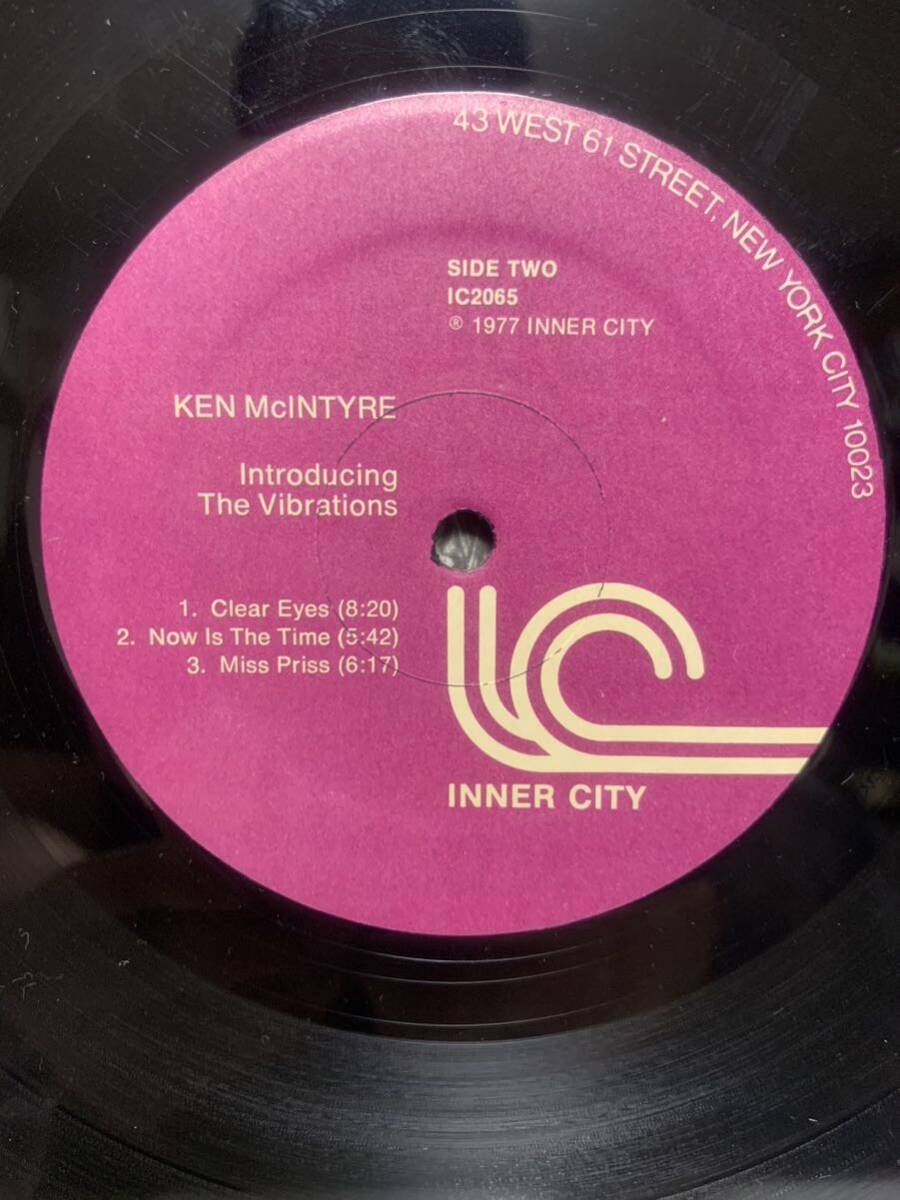 43 WEST 61 STREET, NEW YORK CITY 10023
SIDE TWO
IC2065
℗ 1977 INNER CITY
KEN McINTYRE
Introducing
The Vibrations
1. Clear Eyes (8:20)
2. Now Is The Time (5:42)
3. Miss Priss (6:17)
IC
INNER CITY